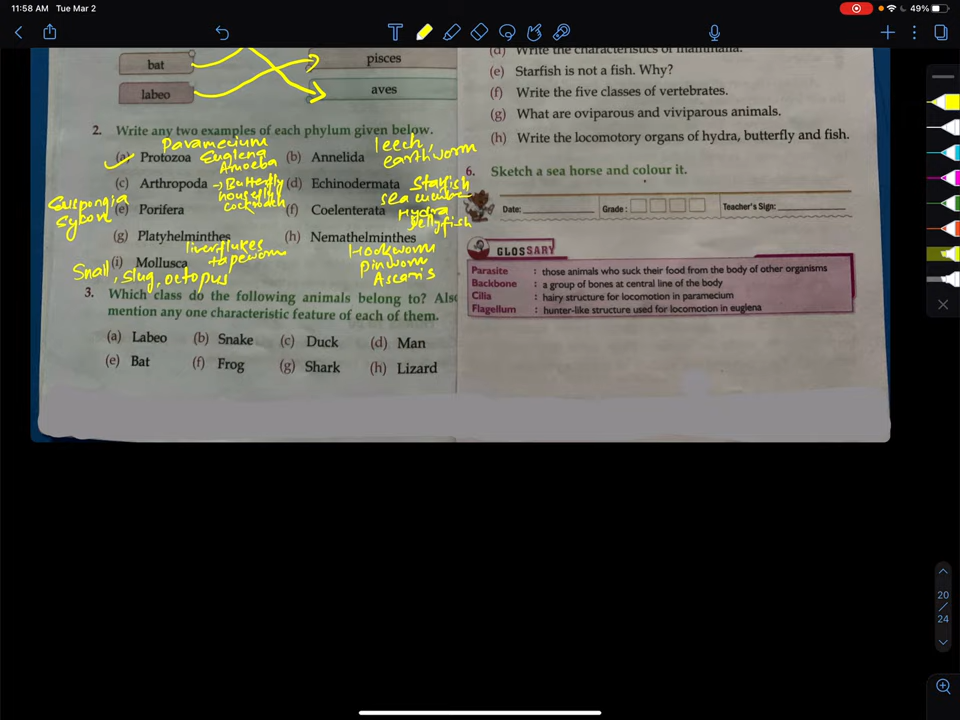 11:58 AM Tue Mar 2
49%
bat
pisces
labeo
aves
2. Write any two examples of each phylum given below.
Paramecium
(a) Protozoa
Euglena
Amoeba
(b) Annelida
leech,
earthworm
(c) Arthropoda
→ Butterfly
housefly
cockroach
(d) Echinodermata
Starfish
(e) Porifera
Sycon
(f) Coelenterata
Hydra
Jellyfish
(g) Platyhelminthes
liverflukes
tapeworm
(h) Nemathelminthes
Hookworm
Pinworm
Ascaris
(i) Mollusca
Snail, Slug, octopus
3. Which class do the following animals belong to? Also
mention any one characteristic feature of each of them.
(a) Labeo (b) Snake (c) Duck (d) Man
(e) Bat (f) Frog (g) Shark (h) Lizard
(d) Write the characteristics of mammalia.
(e) Starfish is not a fish. Why?
(f) Write the five classes of vertebrates.
(g) What are oviparous and viviparous animals.
(h) Write the locomotory organs of hydra, butterfly and fish.
6. Sketch a sea horse and colour it.
Date: Grade: Teacher's Sign:
GLOSSARY
Parasite : those animals who suck their food from the body of other organisms
Backbone : a group of bones at central line of the body
Cilia : hairy structure for locomotion in paramecium
Flagellum : hunter-like structure used for locomotion in euglena
20
/
24